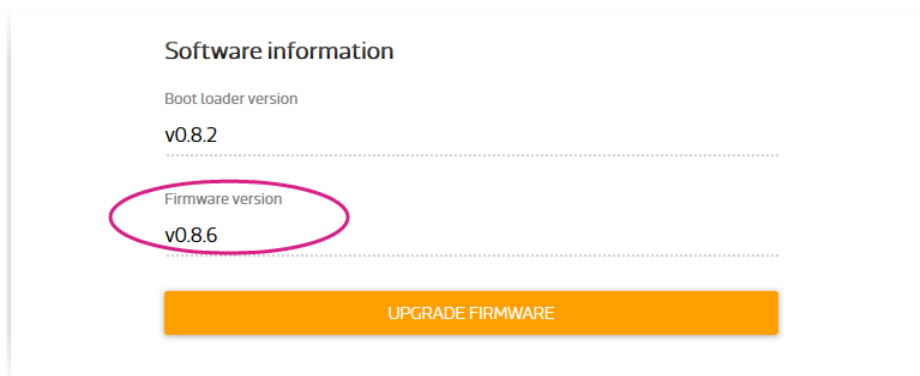 Software information
Boot loader version
v0.8.2
Firmware version
v0.8.6
UPGRADE FIRMWARE